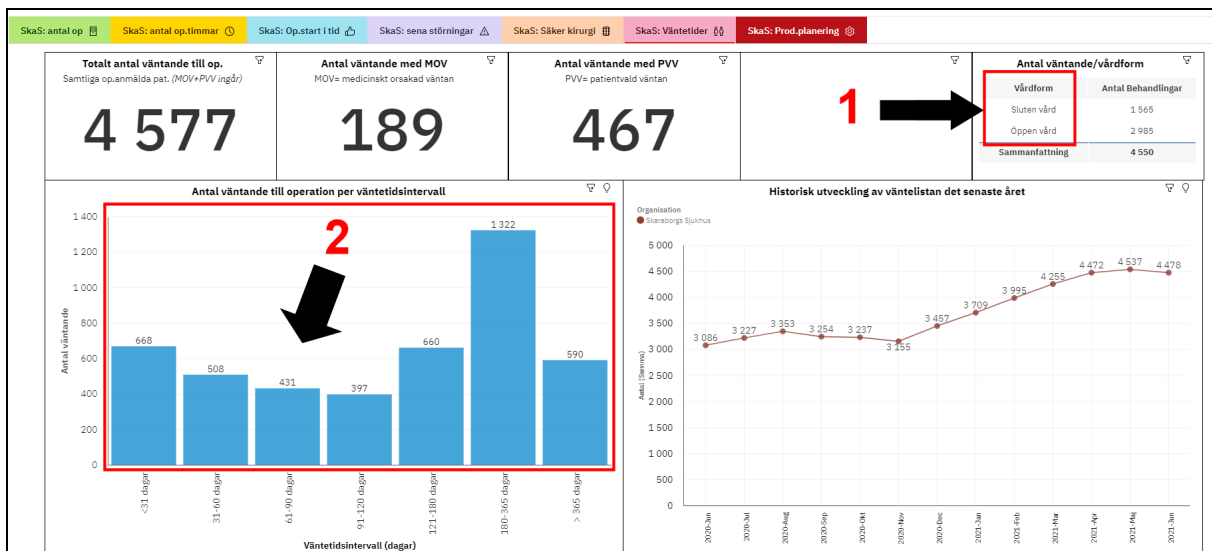 SkaS: antal op
SkaS: antal op.timmar
SkaS: Op.start i tid
SkaS: sena störningar
SkaS: Säker kirurgi
SkaS: Väntetider
SkaS: Prod.planering
Totalt antal väntande till op.
Samtliga op.anmälda pat. (MOV+PVV ingår)
4 577
Antal väntande med MOV
MOV= medicinskt orsakad väntan
189
Antal väntande med PVV
PVV= patientvald väntan
467
1
Antal väntande/vårdform
Vårdform Antal Behandlingar
Sluten vård 1 565
Öppen vård 2 985
Sammanfattning 4 550
Antal väntande till operation per väntetidsintervall
2
Antal väntande
1 400
1 200
1 000
800
600
400
200
0
668
508
431
397
660
1 322
590
<31 dagar
31-60 dagar
61-90 dagar
91-120 dagar
121-180 dagar
180-365 dagar
> 365 dagar
Väntetidsintervall (dagar)
Historisk utveckling av väntelistan det senaste året
Organisation
Skaraborgs Sjukhus
Antal (Summa)
5 000
4 500
4 000
3 500
3 000
2 500
2 000
1 500
1 000
500
0
3 086
3 227
3 353
3 254
3 237
3 155
3 457
3 709
3 995
4 255
4 472
4 537
4 478
2020-Jun
2020-Jul
2020-Aug
2020-Sep
2020-Okt
2020-Nov
2020-Dec
2021-Jan
2021-Feb
2021-Mar
2021-Apr
2021-Maj
2021-Jun